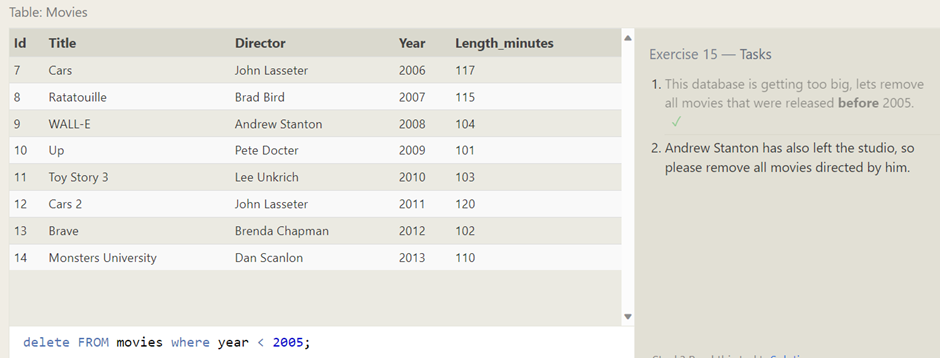 Table: Movies
Id Title Director Year Length_minutes
7 Cars John Lasseter 2006 117
8 Ratatouille Brad Bird 2007 115
9 WALL-E Andrew Stanton 2008 104
10 Up Pete Docter 2009 101
11 Toy Story 3 Lee Unkrich 2010 103
12 Cars 2 John Lasseter 2011 120
13 Brave Brenda Chapman 2012 102
14 Monsters University Dan Scanlon 2013 110
delete FROM movies where year < 2005;
Exercise 15 — Tasks
1. This database is getting too big, lets remove
all movies that were released before 2005.
✓
2. Andrew Stanton has also left the studio, so
please remove all movies directed by him.